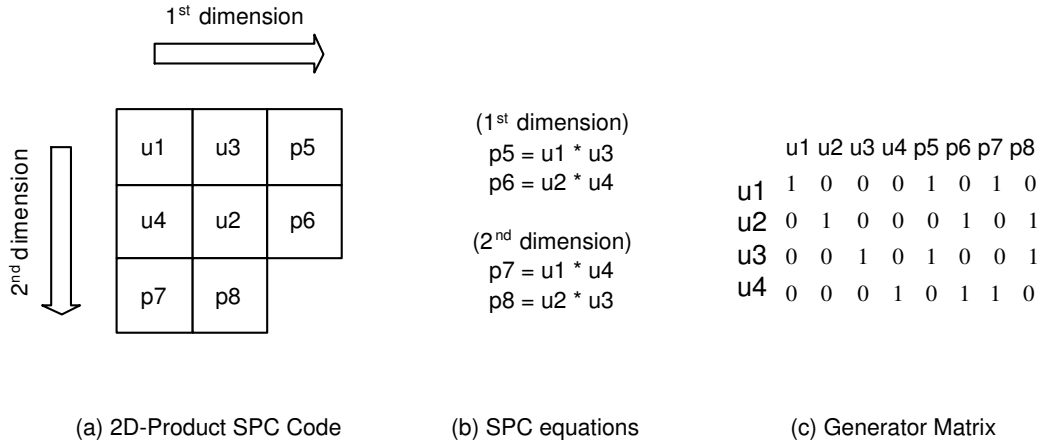 1st dimension
2nd dimension
u1 u3 p5
u4 u2 p6
p7 p8
(a) 2D-Product SPC Code
(1st dimension)
p5 = u1 * u3
p6 = u2 * u4
(2nd dimension)
p7 = u1 * u4
p8 = u2 * u3
(b) SPC equations
u1 u2 u3 u4 p5 p6 p7 p8
u1 1 0 0 0 1 0 1 0
u2 0 1 0 0 0 1 0 1
u3 0 0 1 0 1 0 0 1
u4 0 0 0 1 0 1 1 0
(c) Generator Matrix